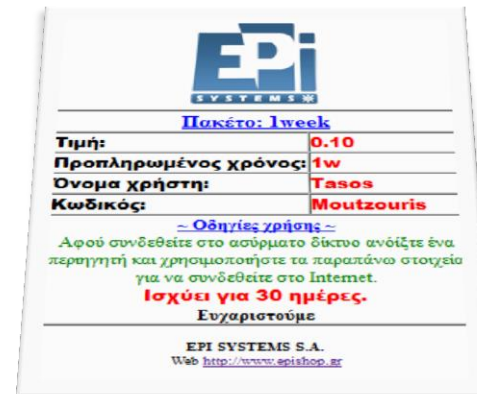 EPi
SYSTEMS
Πακέτο: 1week
Τιμή: 0.10
Προπληρωμένος χρόνος: 1w
Όνομα χρήστη: Tasos
Κωδικός: Moutzouris
~ Οδηγίες χρήσης ~
Αφού συνδεθείτε στο ασύρματο δίκτυο ανοίξτε ένα
περιηγητή και χρησιμοποιήστε τα παραπάνω στοιχεία
για να συνδεθείτε στο Internet.
Ισχύει για 30 ημέρες.
Ευχαριστούμε
EPI SYSTEMS S.A.
Web http://www.epishop.gr